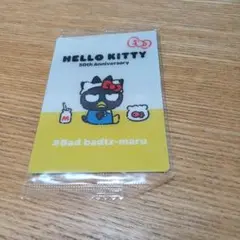 HELLO KITTY
50th Anniversary
M
#Bad badtz-maru